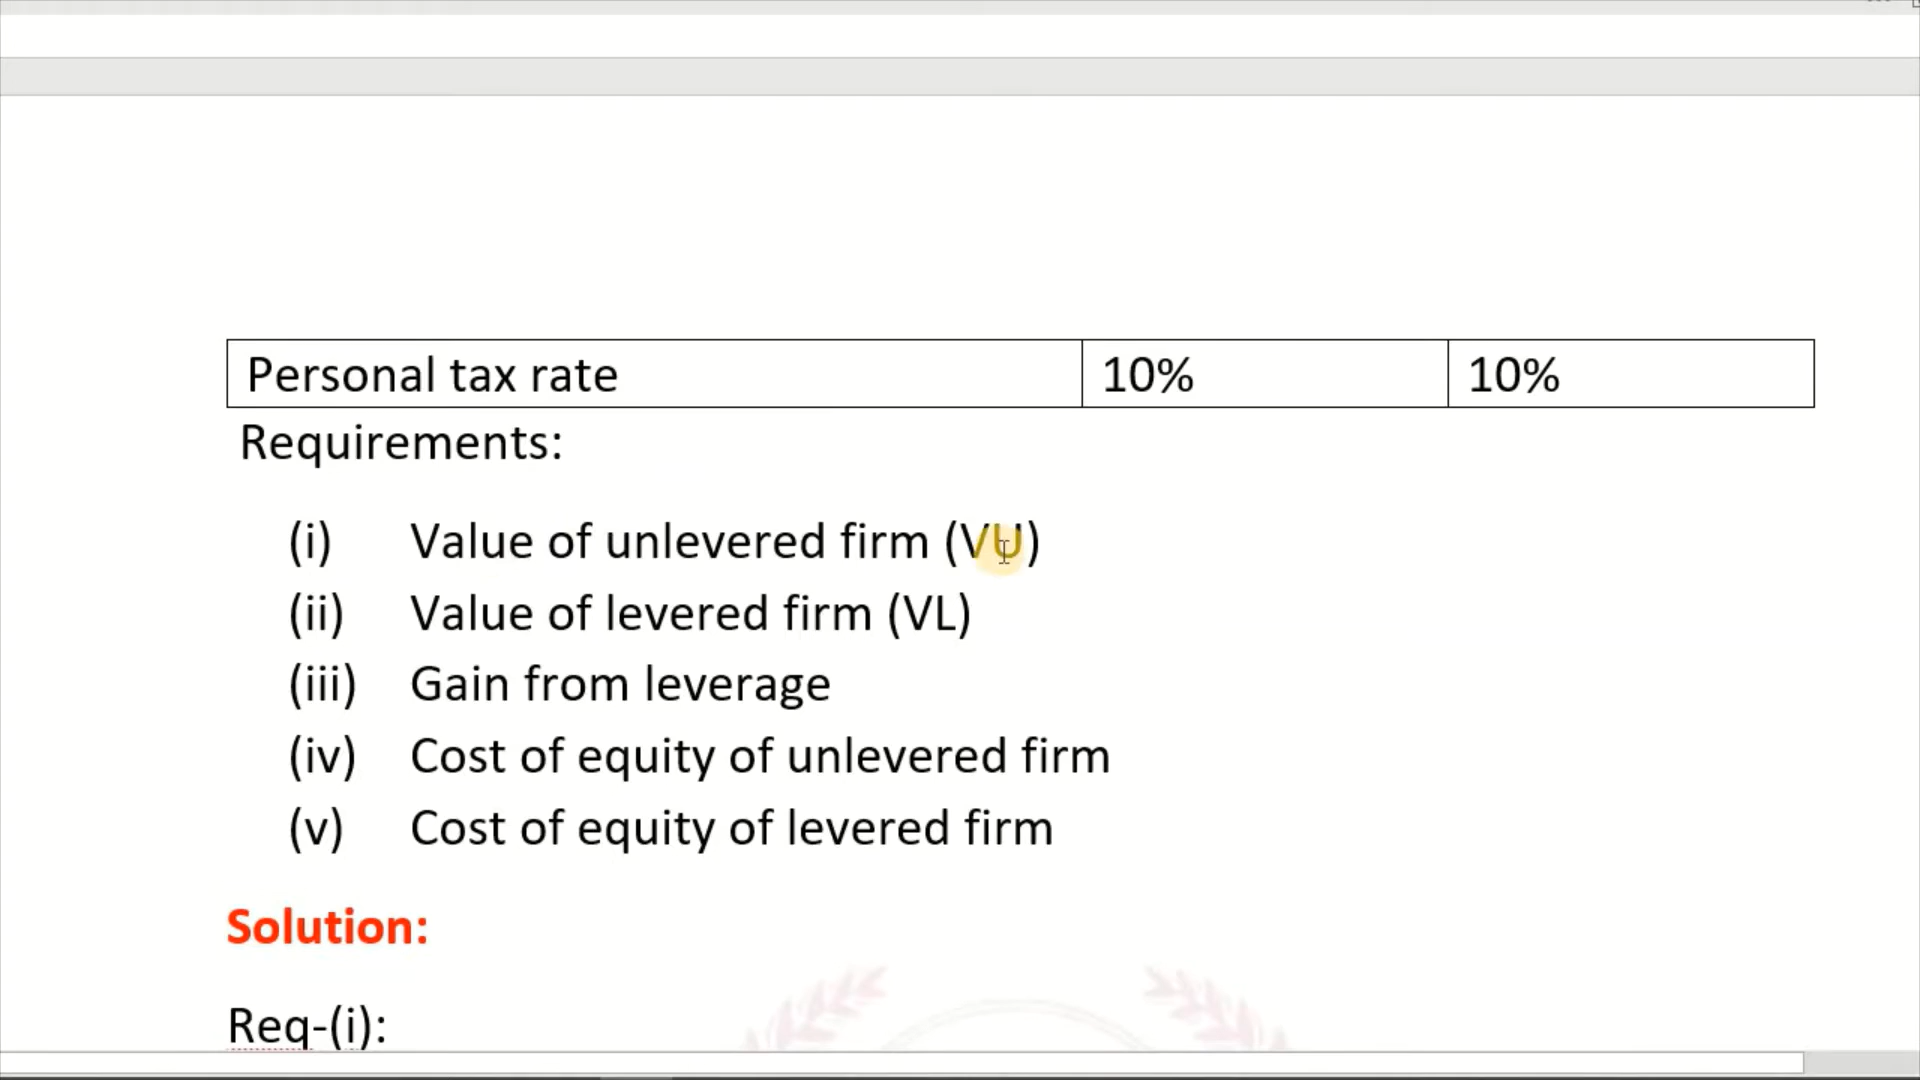 Personal tax rate 10% 10%
Requirements:
(i) Value of unlevered firm (VU)
(ii) Value of levered firm (VL)
(iii) Gain from leverage
(iv) Cost of equity of unlevered firm
(v) Cost of equity of levered firm
Solution:
Req-(i):